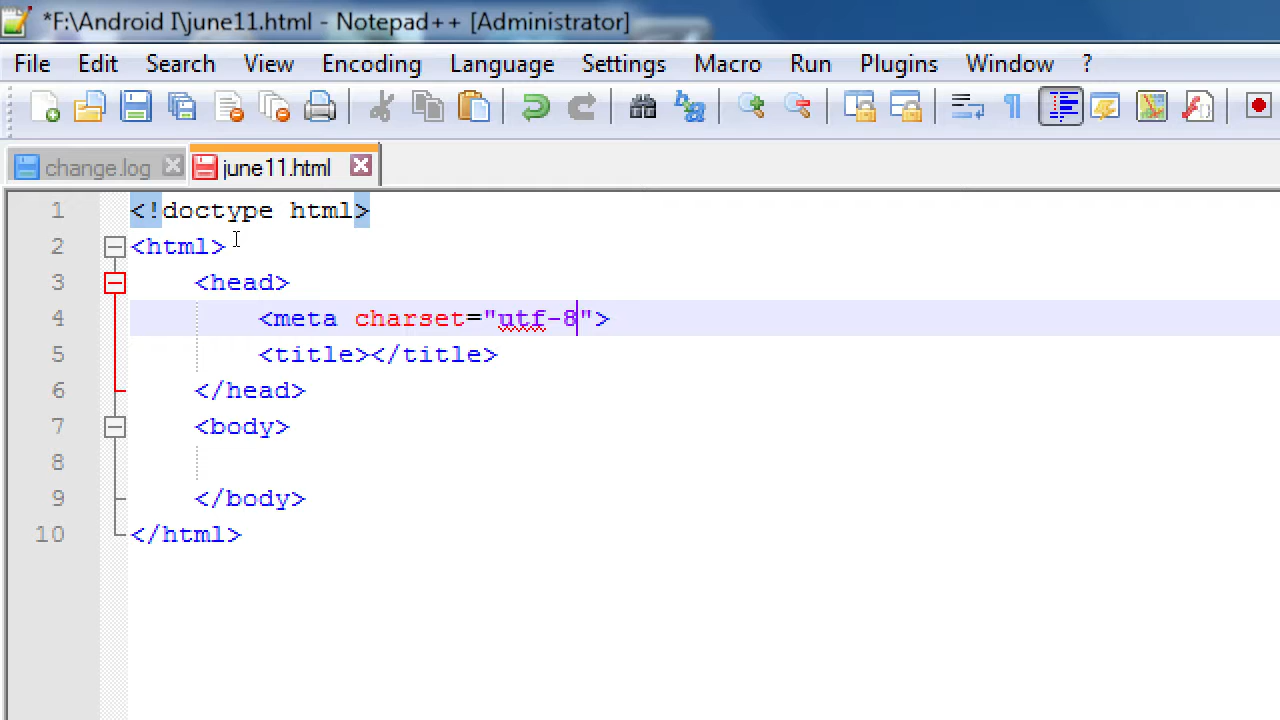 *F:\Android I\june11.html - Notepad++ [Administrator]
File Edit Search View Encoding Language Settings Macro Run Plugins Window ?
change.log june11.html
1 <!doctype html>
2 <html>
3 <head>
4 <meta charset="utf-8">
5 <title></title>
6 </head>
7 <body>
8
9 </body>
10 </html>